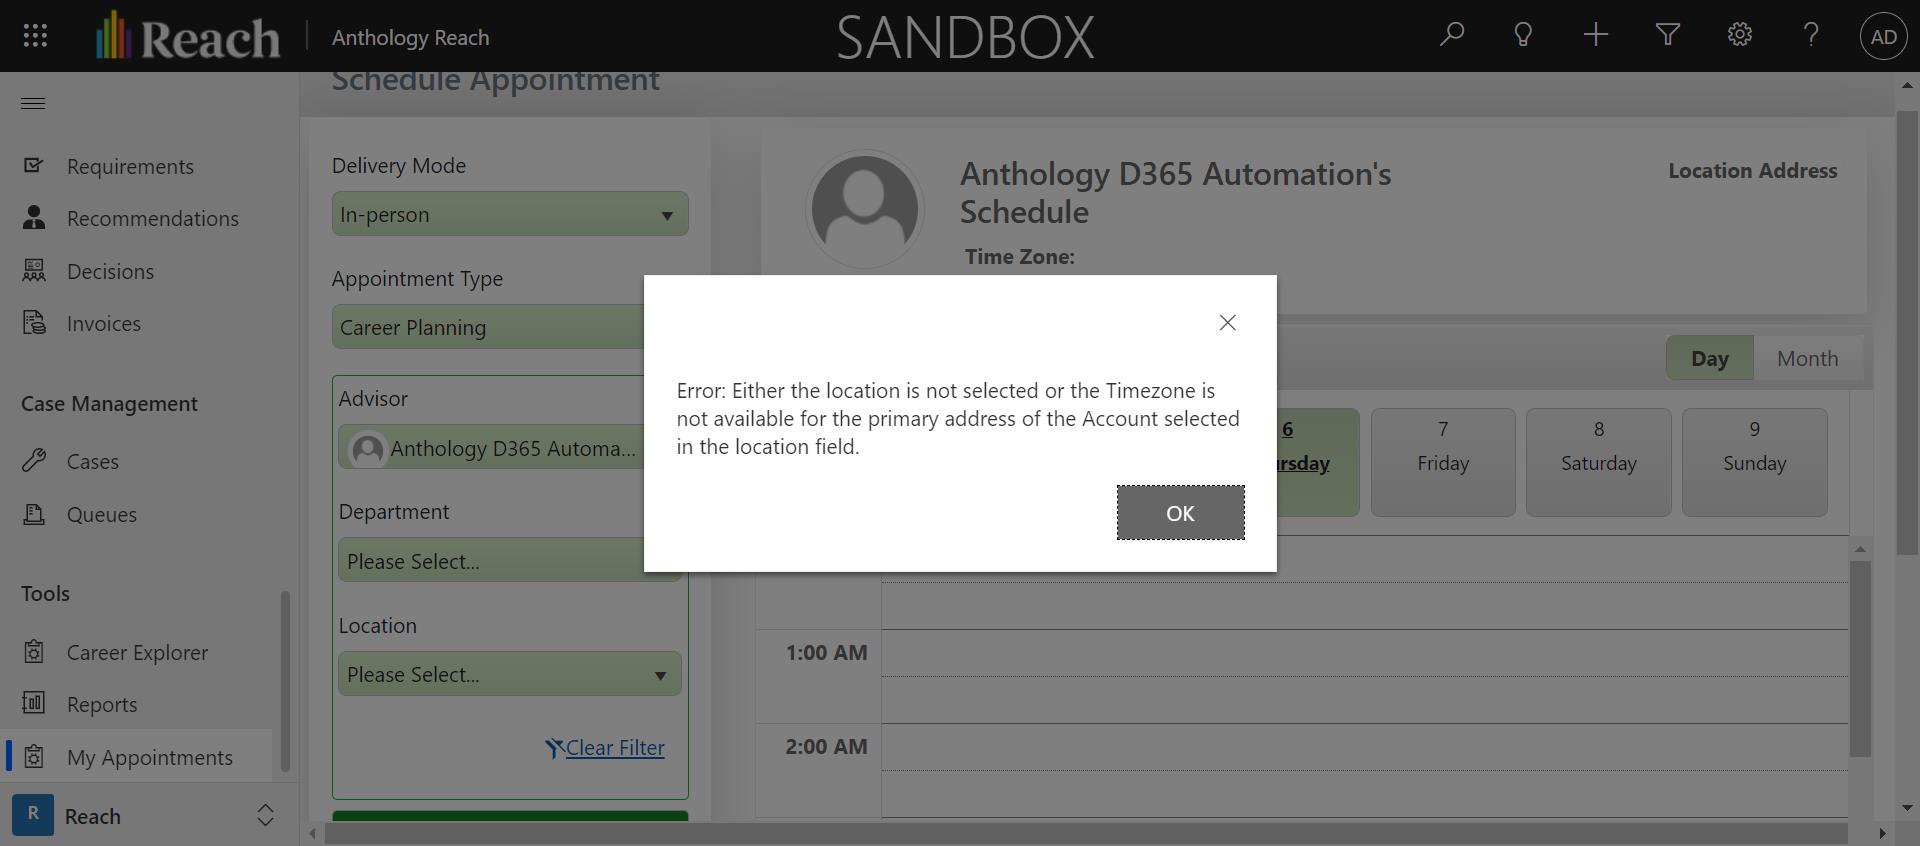 Reach
Anthology Reach
SANDBOX
AD
Schedule Appointment
Requirements
Recommendations
Decisions
Invoices
Case Management
Cases
Queues
Tools
Career Explorer
Reports
My Appointments
R
Reach
Delivery Mode
In-person
Appointment Type
Career Planning
Advisor
Anthology D365 Automa...
Department
Please Select...
Location
Please Select...
Clear Filter
Anthology D365 Automation's
Schedule
Time Zone:
Location Address
Error: Either the location is not selected or the Timezone is
not available for the primary address of the Account selected
in the location field.
OK
Day
Month
6
ursday
7
Friday
8
Saturday
9
Sunday
1:00 AM
2:00 AM